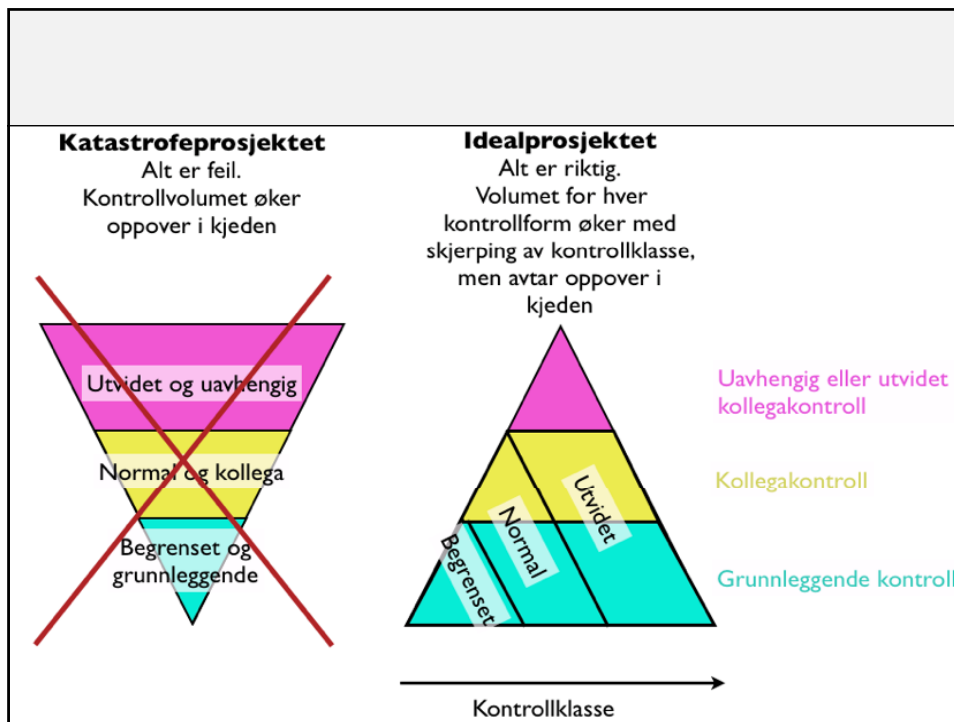 Katastrofeprosjektet
Alt er feil.
Kontrollvolumet øker
oppover i kjeden
Idealprosjektet
Alt er riktig.
Volumet for hver
kontrollform øker med
skjerping av kontrollklasse,
men avtar oppover i
kjeden
Utvidet og uavhengig
Normal og kollega
Begrenset og
grunnleggende
Begrenset
Normal
Utvidet
Uavhengig eller utvidet
kollegakontroll
Kollegakontroll
Grunnleggende kontroll
Kontrollklasse